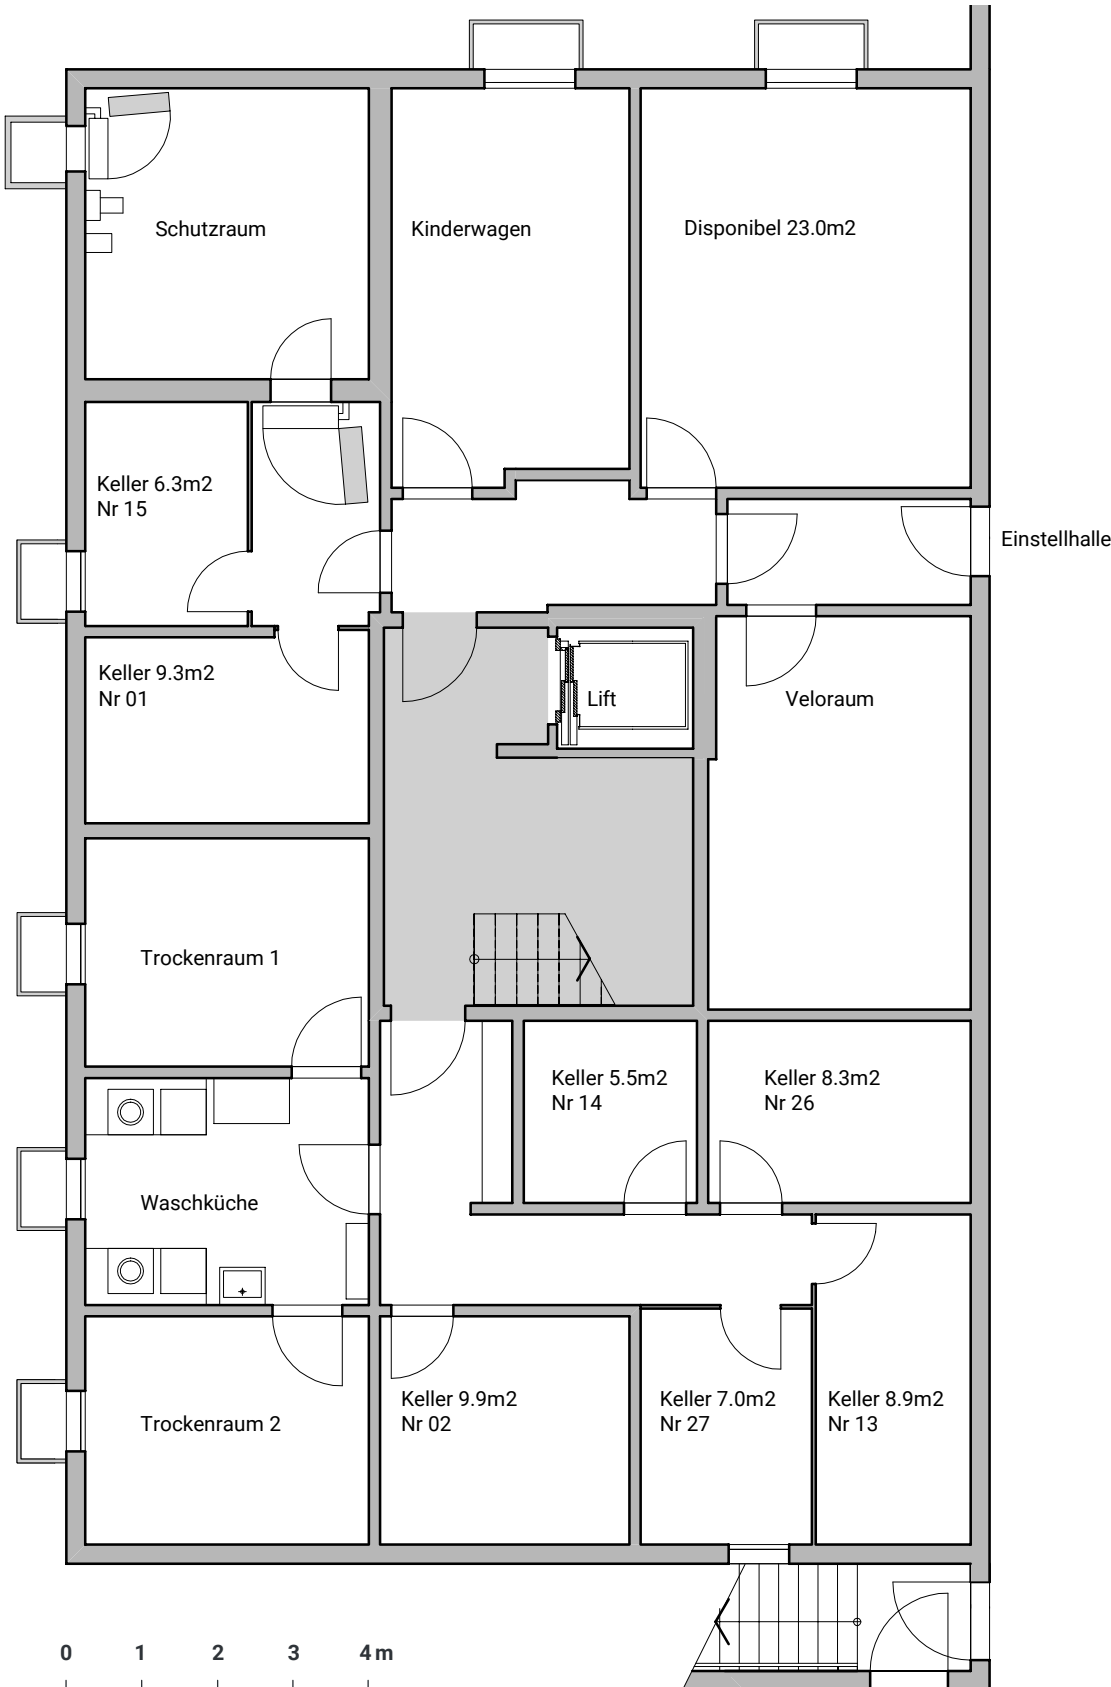 Schutzraum
Kinderwagen
Disponibel 23.0m2
Keller 6.3m2
Nr 15
Einstellhalle
Keller 9.3m2
Nr 01
Lift
Veloraum
Trockenraum 1
Keller 5.5m2
Nr 14
Keller 8.3m2
Nr 26
Waschküche
Trockenraum 2
Keller 9.9m2
Nr 02
Keller 7.0m2
Nr 27
Keller 8.9m2
Nr 13
0 1 2 3 4 m